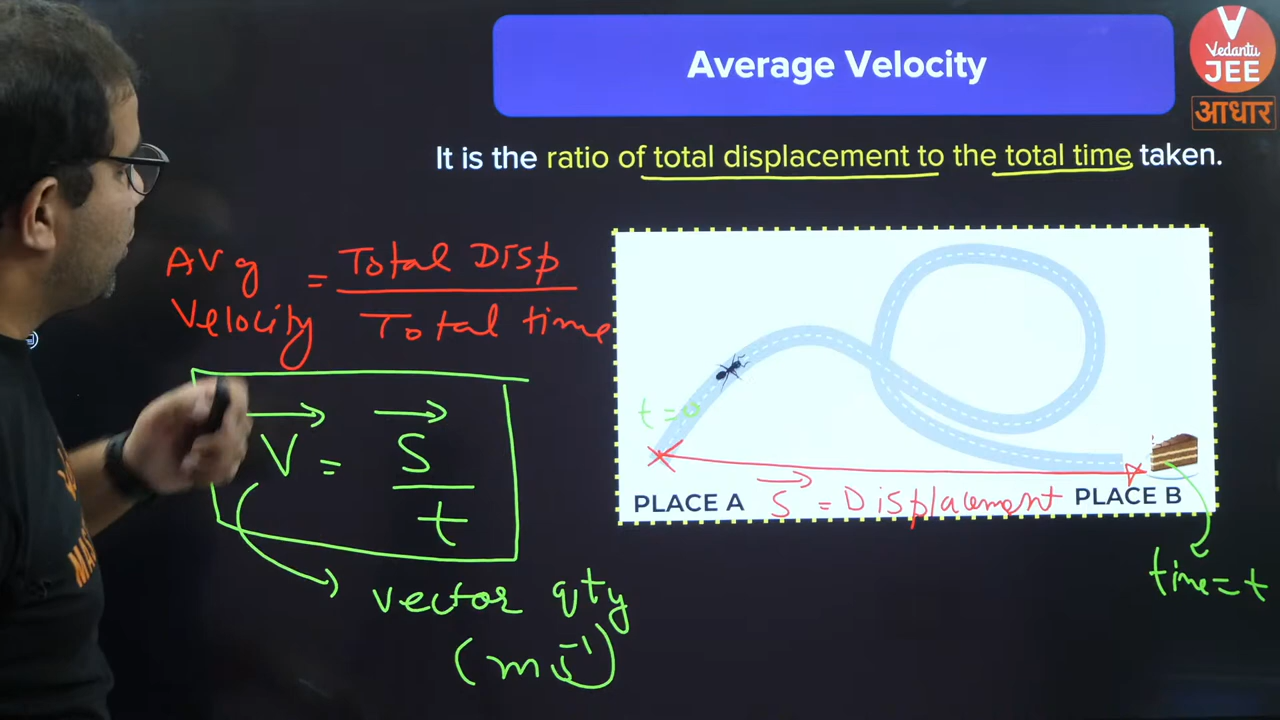 Average Velocity
Vedantu
JEE
आधार
It is the ratio of total displacement to the total time taken.
Avg Velocity = Total Disp / Total time
V = S / t
vector qty
(ms⁻¹)
t = 0
PLACE A
S = Displacement
PLACE B
time = t